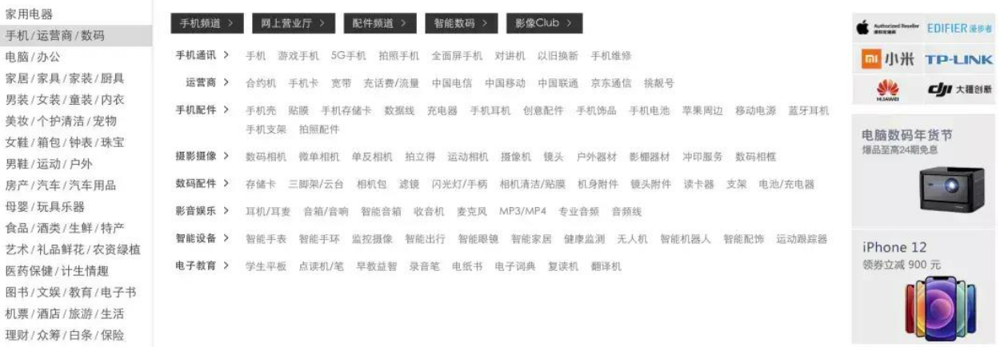 家用电器
手机/运营商/数码
电脑/办公
家居/家具/家装/厨具
男装/女装/童装/内衣
美妆/个护清洁/宠物
女鞋/箱包/钟表/珠宝
男鞋/运动/户外
房产/汽车/汽车用品
母婴/玩具乐器
食品/酒类/生鲜/特产
艺术/礼品鲜花/农资绿植
医药保健/计生情趣
图书/文娱/教育/电子书
机票/酒店/旅游/生活
理财/众筹/白条/保险
手机频道 > 网上营业厅 > 配件频道 > 智能数码 > 影像Club >
手机通讯 > 手机 游戏手机 5G手机 拍照手机 全面屏手机 对讲机 以旧换新 手机维修
运营商 > 合约机 手机卡 宽带 充话费/流量 中国电信 中国移动 中国联通 京东通信 挑靓号
手机配件 > 手机壳 贴膜 手机存储卡 数据线 充电器 手机耳机 创意配件 手机饰品 手机电池 苹果周边 移动电源 蓝牙耳机
手机支架 拍照配件
摄影摄像 > 数码相机 微单相机 单反相机 拍立得 运动相机 摄像机 镜头 户外器材 影棚器材 冲印服务 数码相框
数码配件 > 存储卡 三脚架/云台 相机包 滤镜 闪光灯/手柄 相机清洁/贴膜 机身附件 镜头附件 读卡器 支架 电池/充电器
影音娱乐 > 耳机/耳麦 音箱/音响 智能音箱 收音机 麦克风 MP3/MP4 专业音频 音频线
智能设备 > 智能手表 智能手环 监控摄像 智能出行 智能眼镜 智能家居 健康监测 无人机 智能机器人 智能配饰 运动跟踪器
电子教育 > 学生平板 点读机/笔 早教益智 录音笔 电纸书 电子词典 复读机 翻译机
Authorized Reseller
EDIFIER 漫步者
小米 TP-LINK
HUAWEI dji 大疆创新
电脑数码年货节
爆品至高24期免息
iPhone 12
领券立减 900 元